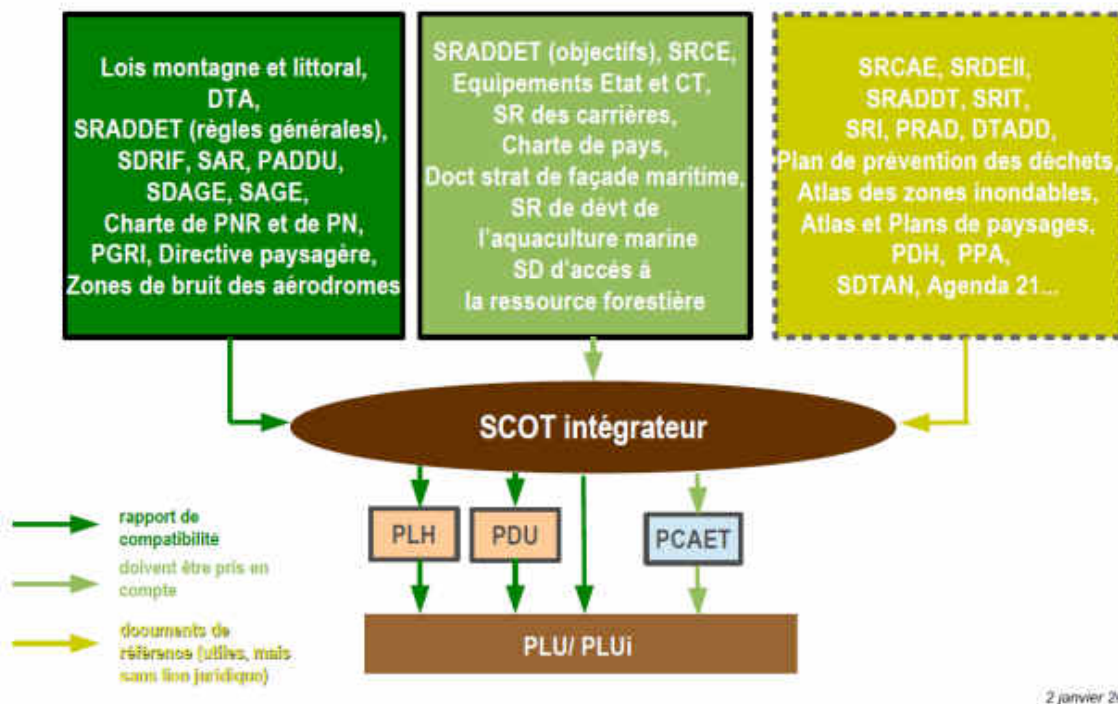 Lois montagne et littoral,
DTA,
SRADDET (règles générales),
SDRIF, SAR, PADDU,
SDAGE, SAGE,
Charte de PNR et de PN,
PGRI, Directive paysagère,
Zones de bruit des aérodromes
SRADDET (objectifs), SRCE,
Equipements Etat et CT,
SR des carrières,
Charte de pays,
Doct strat de façade maritime,
SR de dévt de
l'aquaculture marine
SD d'accès à
la ressource forestière
SRCAE, SRDEII,
SRADDT, SRIT,
SRI, PRAD, DTADD,
Plan de prévention des déchets,
Atlas des zones inondables,
Atlas et Plans de paysages,
PDH, PPA,
SDTAN, Agenda 21...
SCOT intégrateur
PLH
PDU
PCAET
PLU/ PLUi
rapport de
compatibilité
doivent être pris en
compte
documents de
référence (utiles, mais
sans lien juridique)
2 janvier